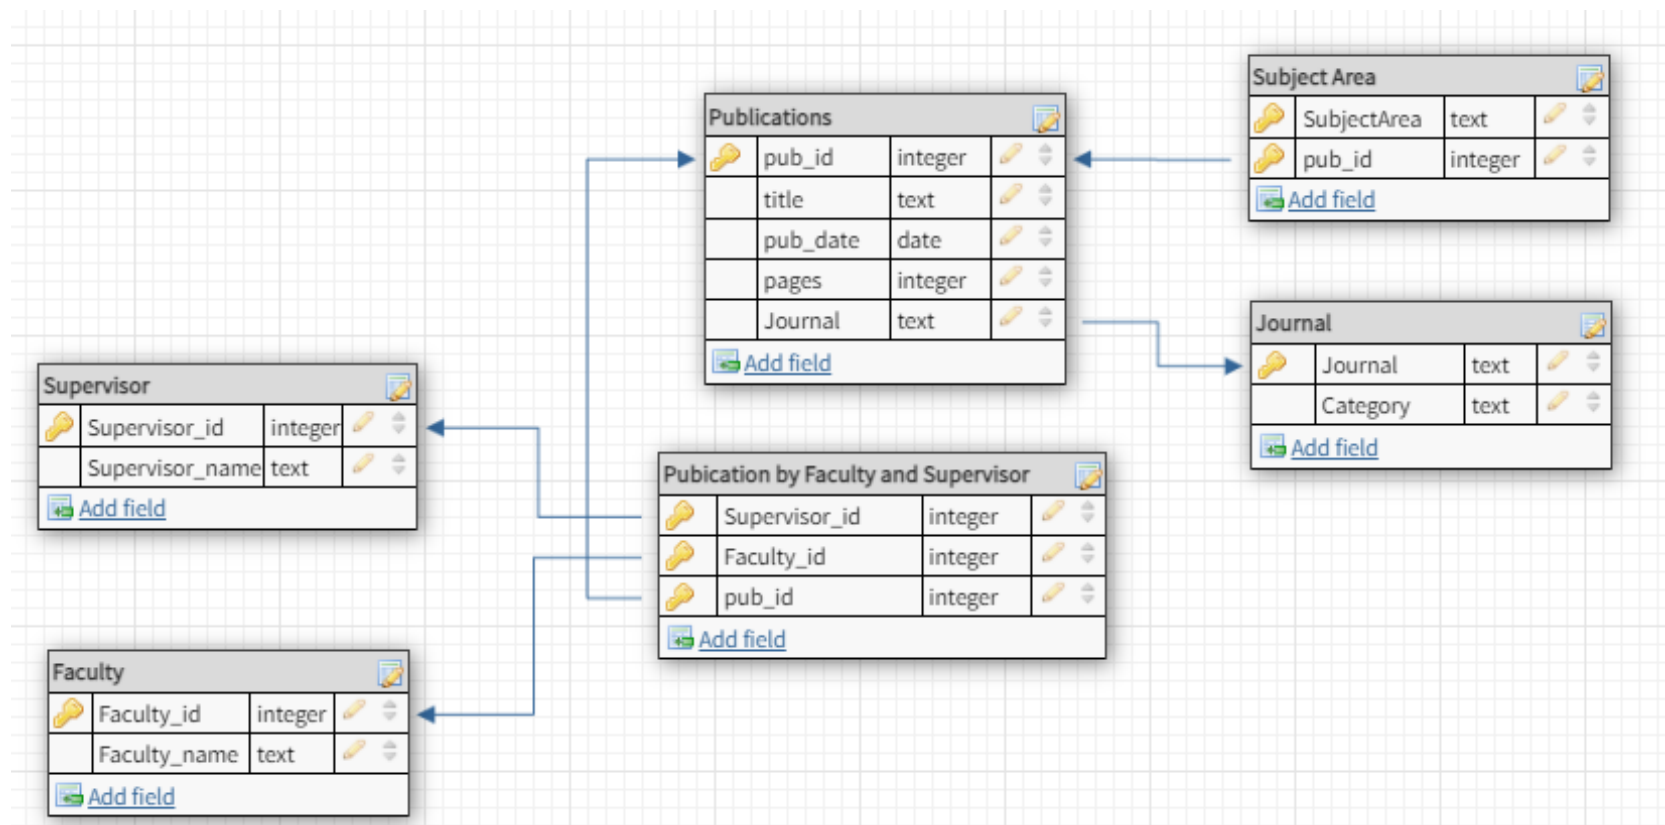 Subject Area
SubjectArea text
pub_id integer
Add field
Publications
pub_id integer
title text
pub_date date
pages integer
Journal text
Add field
Journal
Journal text
Category text
Add field
Supervisor
Supervisor_id integer
Supervisor_name text
Add field
Pubication by Faculty and Supervisor
Supervisor_id integer
Faculty_id integer
pub_id integer
Add field
Faculty
Faculty_id integer
Faculty_name text
Add field